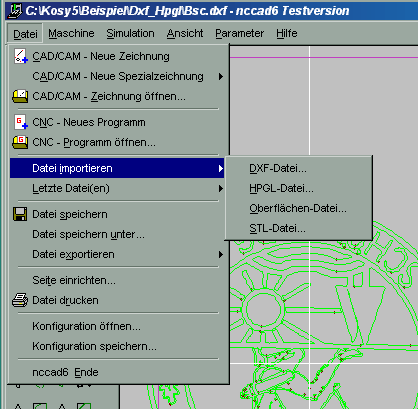 C:\Kosy5\Beispiel\Dxf_Hpgl\Bsc.dxf - nccad6 Testversion
Datei Maschine Simulation Ansicht Parameter Hilfe
CAD/CAM - Neue Zeichnung
CAD/CAM - Neue Spezialzeichnung
CAD/CAM - Zeichnung öffnen...
CNC - Neues Programm
CNC - Programm öffnen...
Datei importieren
Letzte Datei(en)
Datei speichern
Datei speichern unter...
Datei exportieren
Seite einrichten...
Datei drucken
Konfiguration öffnen...
Konfiguration speichern...
nccad6 Ende
DXF-Datei...
HPGL-Datei...
Oberflächen-Datei...
STL-Datei...